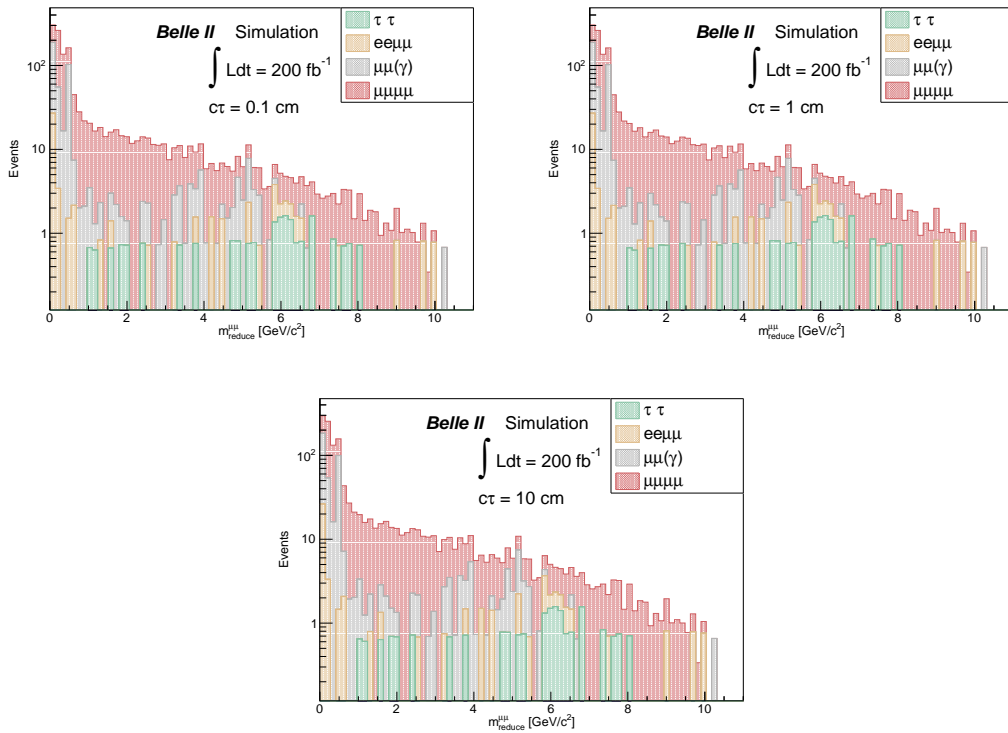 Belle II Simulation
∫ Ldt = 200 fb⁻¹
cτ = 0.1 cm
τ τ
eeμμ
μμ(γ)
μμμμ
Events
10²
10
1
0 2 4 6 8 10
m^μμ_reduce [GeV/c²]
Belle II Simulation
∫ Ldt = 200 fb⁻¹
cτ = 1 cm
τ τ
eeμμ
μμ(γ)
μμμμ
Events
10²
10
1
0 2 4 6 8 10
m^μμ_reduce [GeV/c²]
Belle II Simulation
∫ Ldt = 200 fb⁻¹
cτ = 10 cm
τ τ
eeμμ
μμ(γ)
μμμμ
Events
10²
10
1
0 2 4 6 8 10
m^μμ_reduce [GeV/c²]